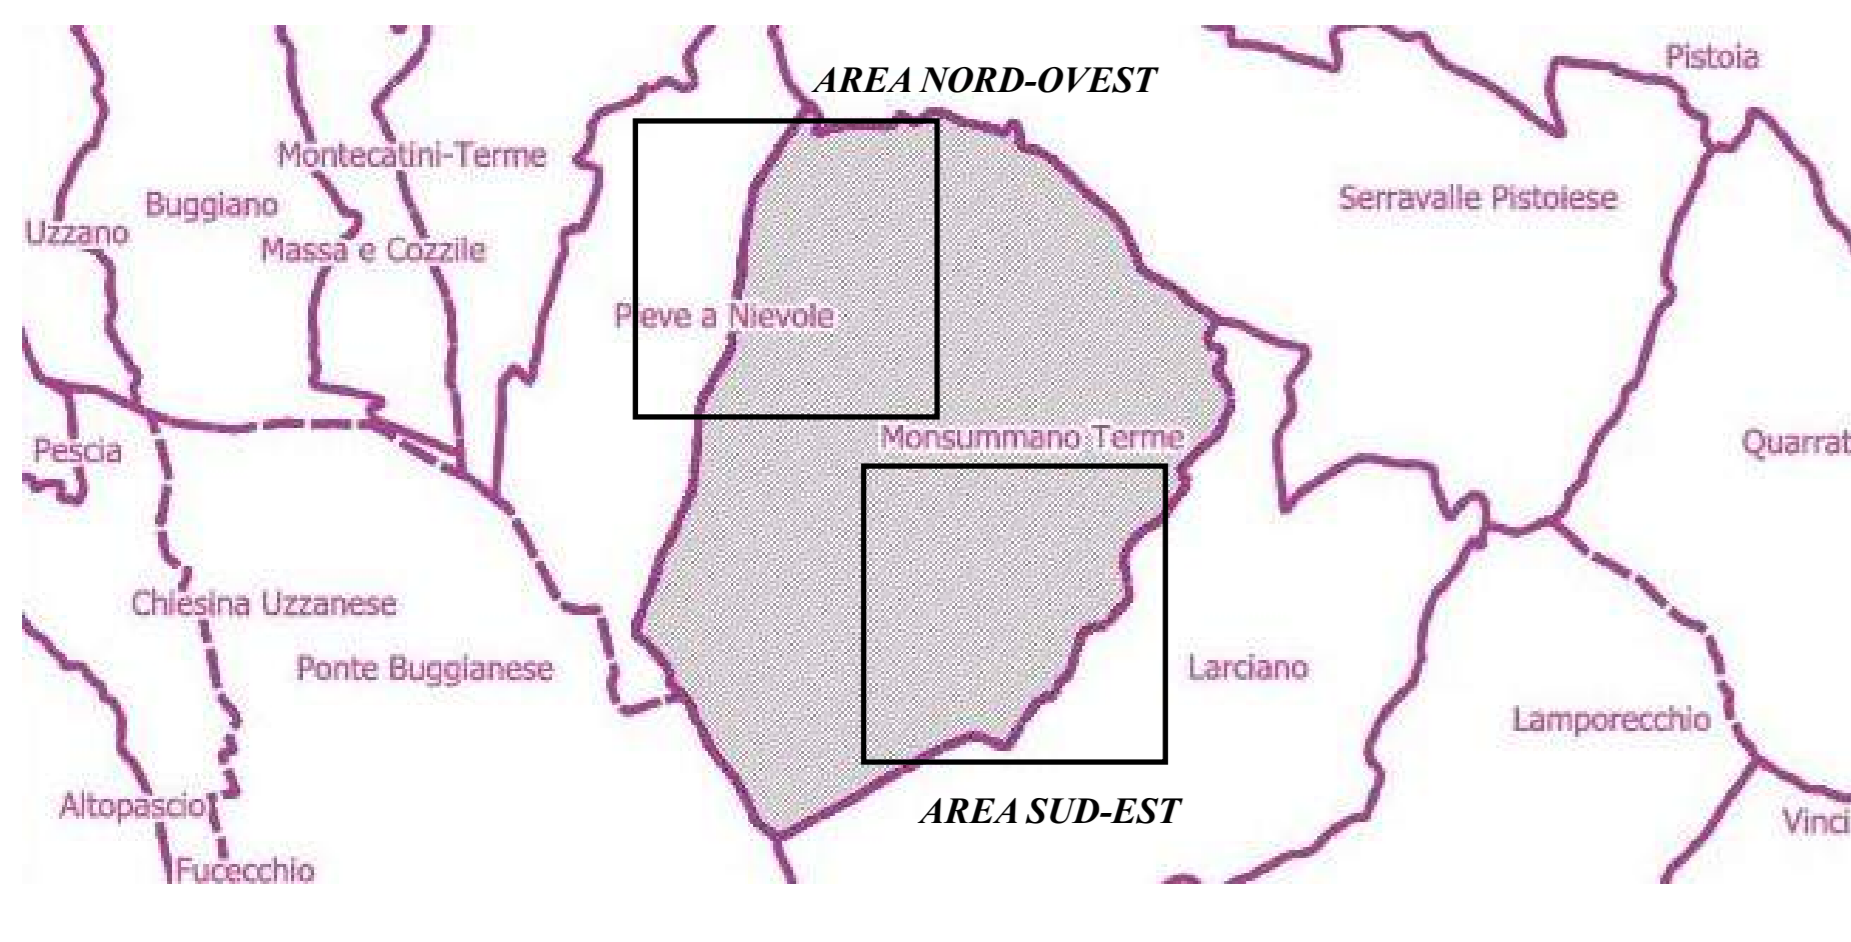 Pistoia
AREA NORD-OVEST
Montecatini-Terme
Serravalle Pistoiese
Buggiano
Uzzano
Massa e Cozzile
Pieve a Nievole
Monsummano Terme
Quarrat
Pescia
Chiesina Uzzanese
Ponte Buggianese
Larciano
Lamporecchio
Altopascio
AREA SUD-EST
Vinci
Fucecchio